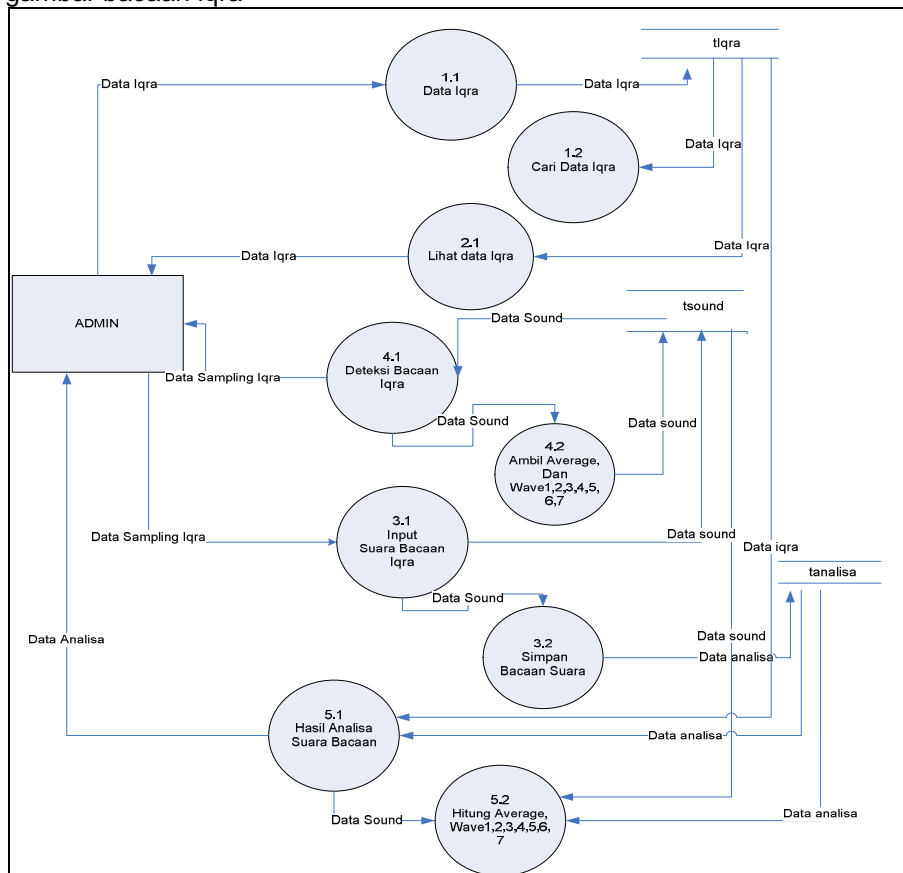 gambar bacaan Iqra
tIqra
1.1
Data Iqra
Data Iqra
Data Iqra
1.2
Cari Data Iqra
Data Iqra
2.1
Lihat data Iqra
Data Iqra
Data Iqra
ADMIN
tsound
Data Sound
4.1
Deteksi Bacaan
Iqra
Data Sampling Iqra
Data Sound
Data sound
4.2
Ambil Average,
Dan
Wave1,2,3,4,5,
6,7
3.1
Input
Suara Bacaan
Iqra
Data Sampling Iqra
Data sound
Data iqra
tanalisa
Data Sound
3.2
Simpan
Bacaan Suara
Data sound
Data analisa
Data Analisa
5.1
Hasil Analisa
Suara Bacaan
Data analisa
5.2
Hitung Average,
Wave1,2,3,4,5,6,
7
Data Sound
Data analisa